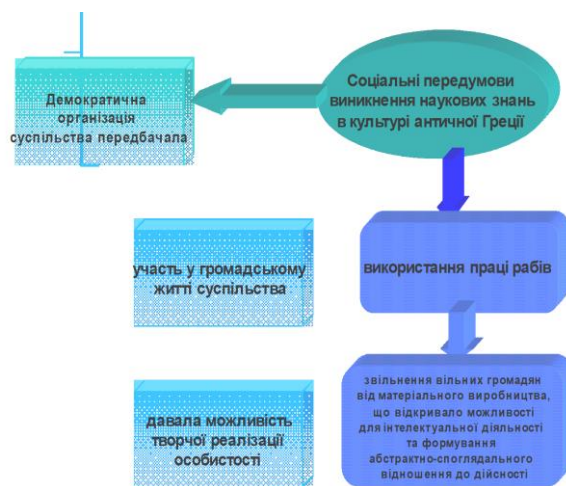 Соціальні передумови
виникнення наукових знань
в культурі античної Греції
Демократична
організація
суспільства передбачала
участь у громадському
житті суспільства
використання праці рабів
давала можливість
творчої реалізації
особистості
звільнення вільних громадян
від матеріального виробництва,
що відкривало можливості
для інтелектуальної діяльності
та формування
абстрактно-споглядального
відношення до дійсності